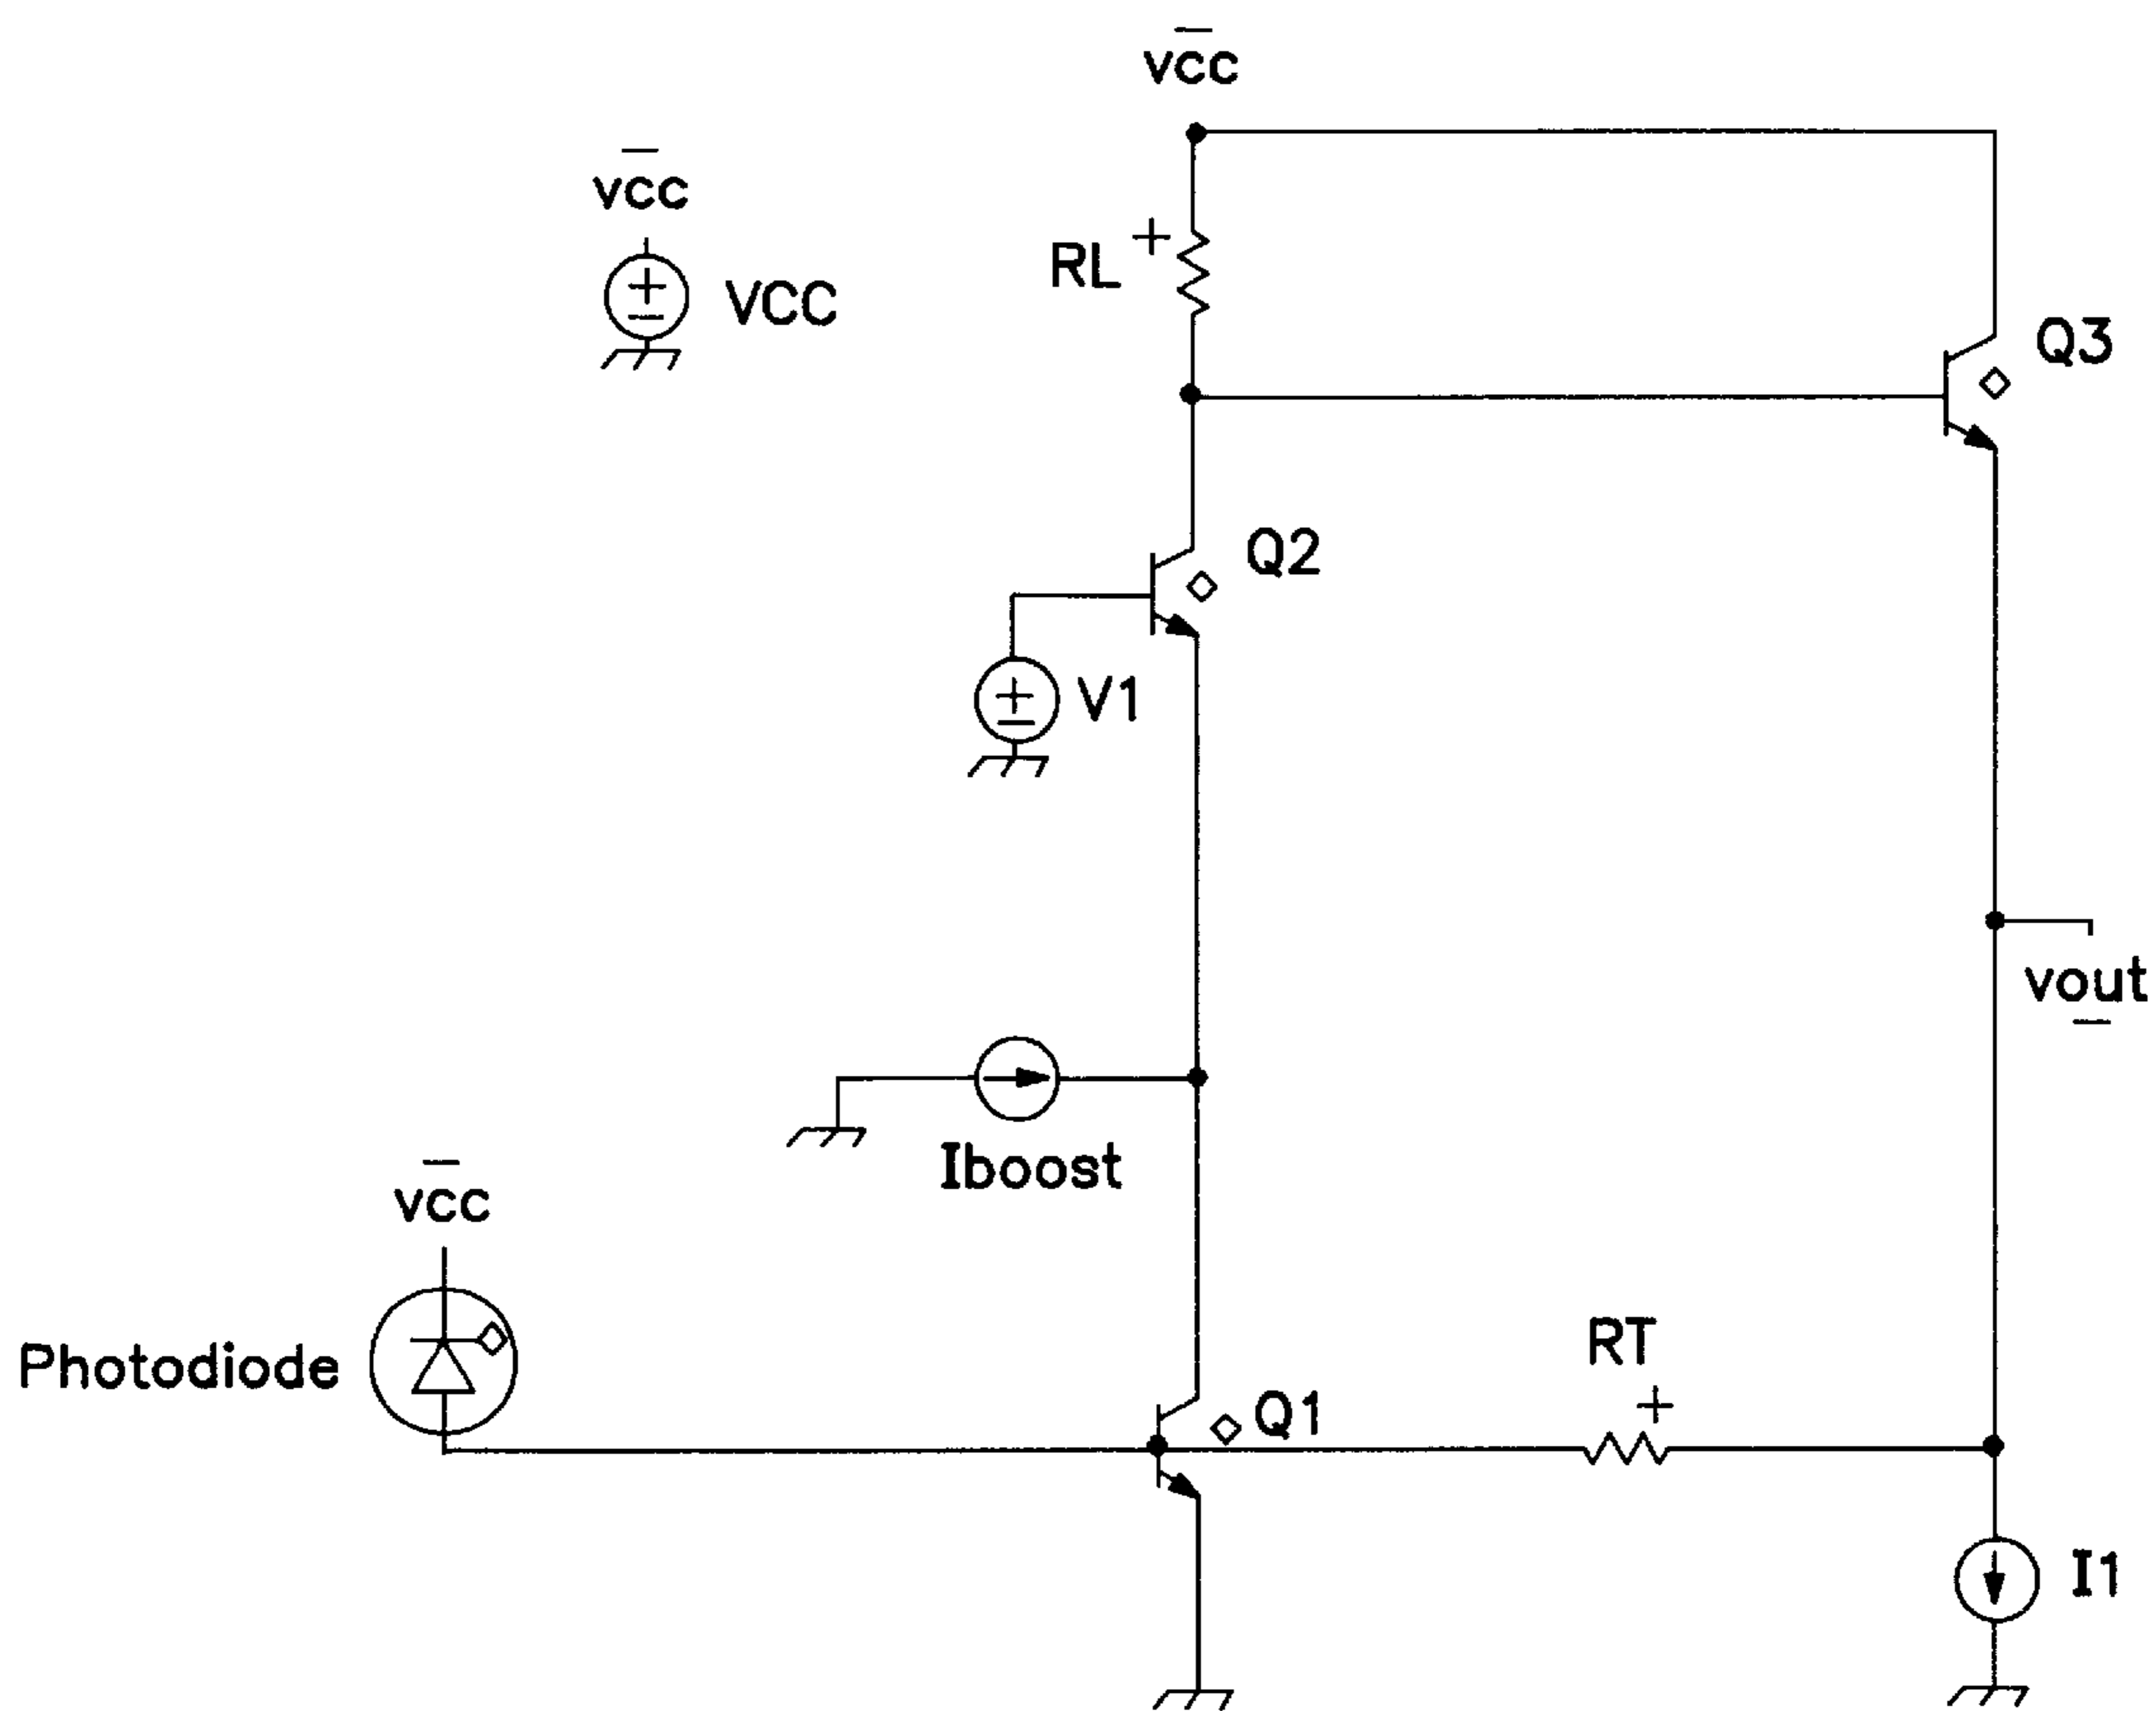 vcc
vcc
VCC
RL
Q3
Q2
V1
vout
Iboost
vcc
Photodiode
RT
Q1
I1